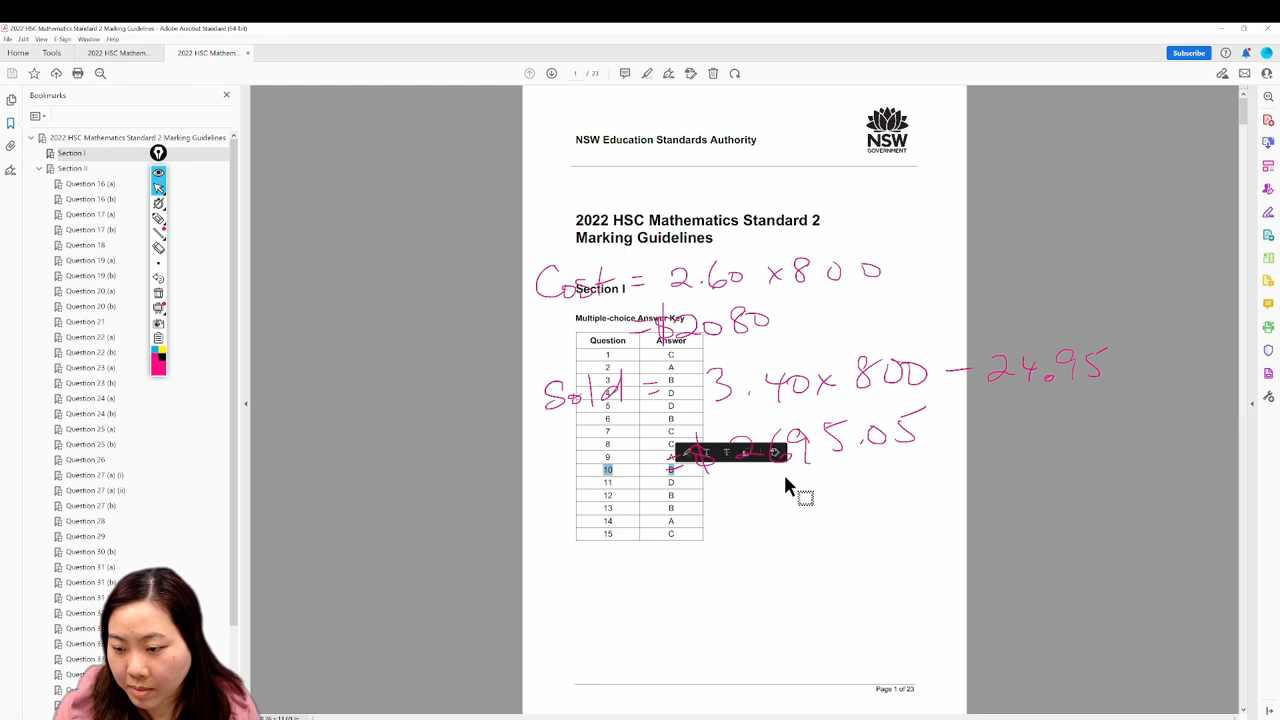 2022 HSC Mathematics Standard 2 Marking Guidelines - Adobe Acrobat Standard (64-bit)
File Edit View E-Sign Window Help
Home Tools 2022 HSC Mathem... 2022 HSC Mathem... × Subscribe
1 / 23
Bookmarks
2022 HSC Mathematics Standard 2 Marking Guidelines
Section I
Section II
Question 16 (a)
Question 16 (b)
Question 17 (a)
Question 17 (b)
Question 18
Question 19 (a)
Question 19 (b)
Question 20 (a)
Question 20 (b)
Question 21
Question 22 (a)
Question 22 (b)
Question 23 (a)
Question 23 (b)
Question 24 (a)
Question 24 (b)
Question 25
Question 26
Question 27 (a) (i)
Question 27 (a) (ii)
Question 27 (b)
Question 28
Question 29
Question 30 (b)
Question 31 (a)
Question 31 (b)
NSW Education Standards Authority
NSW
GOVERNMENT
2022 HSC Mathematics Standard 2
Marking Guidelines
Cost = 2.60 × 800
Section I
Multiple-choice Answer Key
= $2080
Question Answer
1 C
2 A
3 B
4 D
5 D
6 B
7 C
8 C
9 A
10 B
11 D
12 B
13 B
14 A
15 C
Sold = 3.40 × 800 - 24.95
= $2695.05
Page 1 of 23